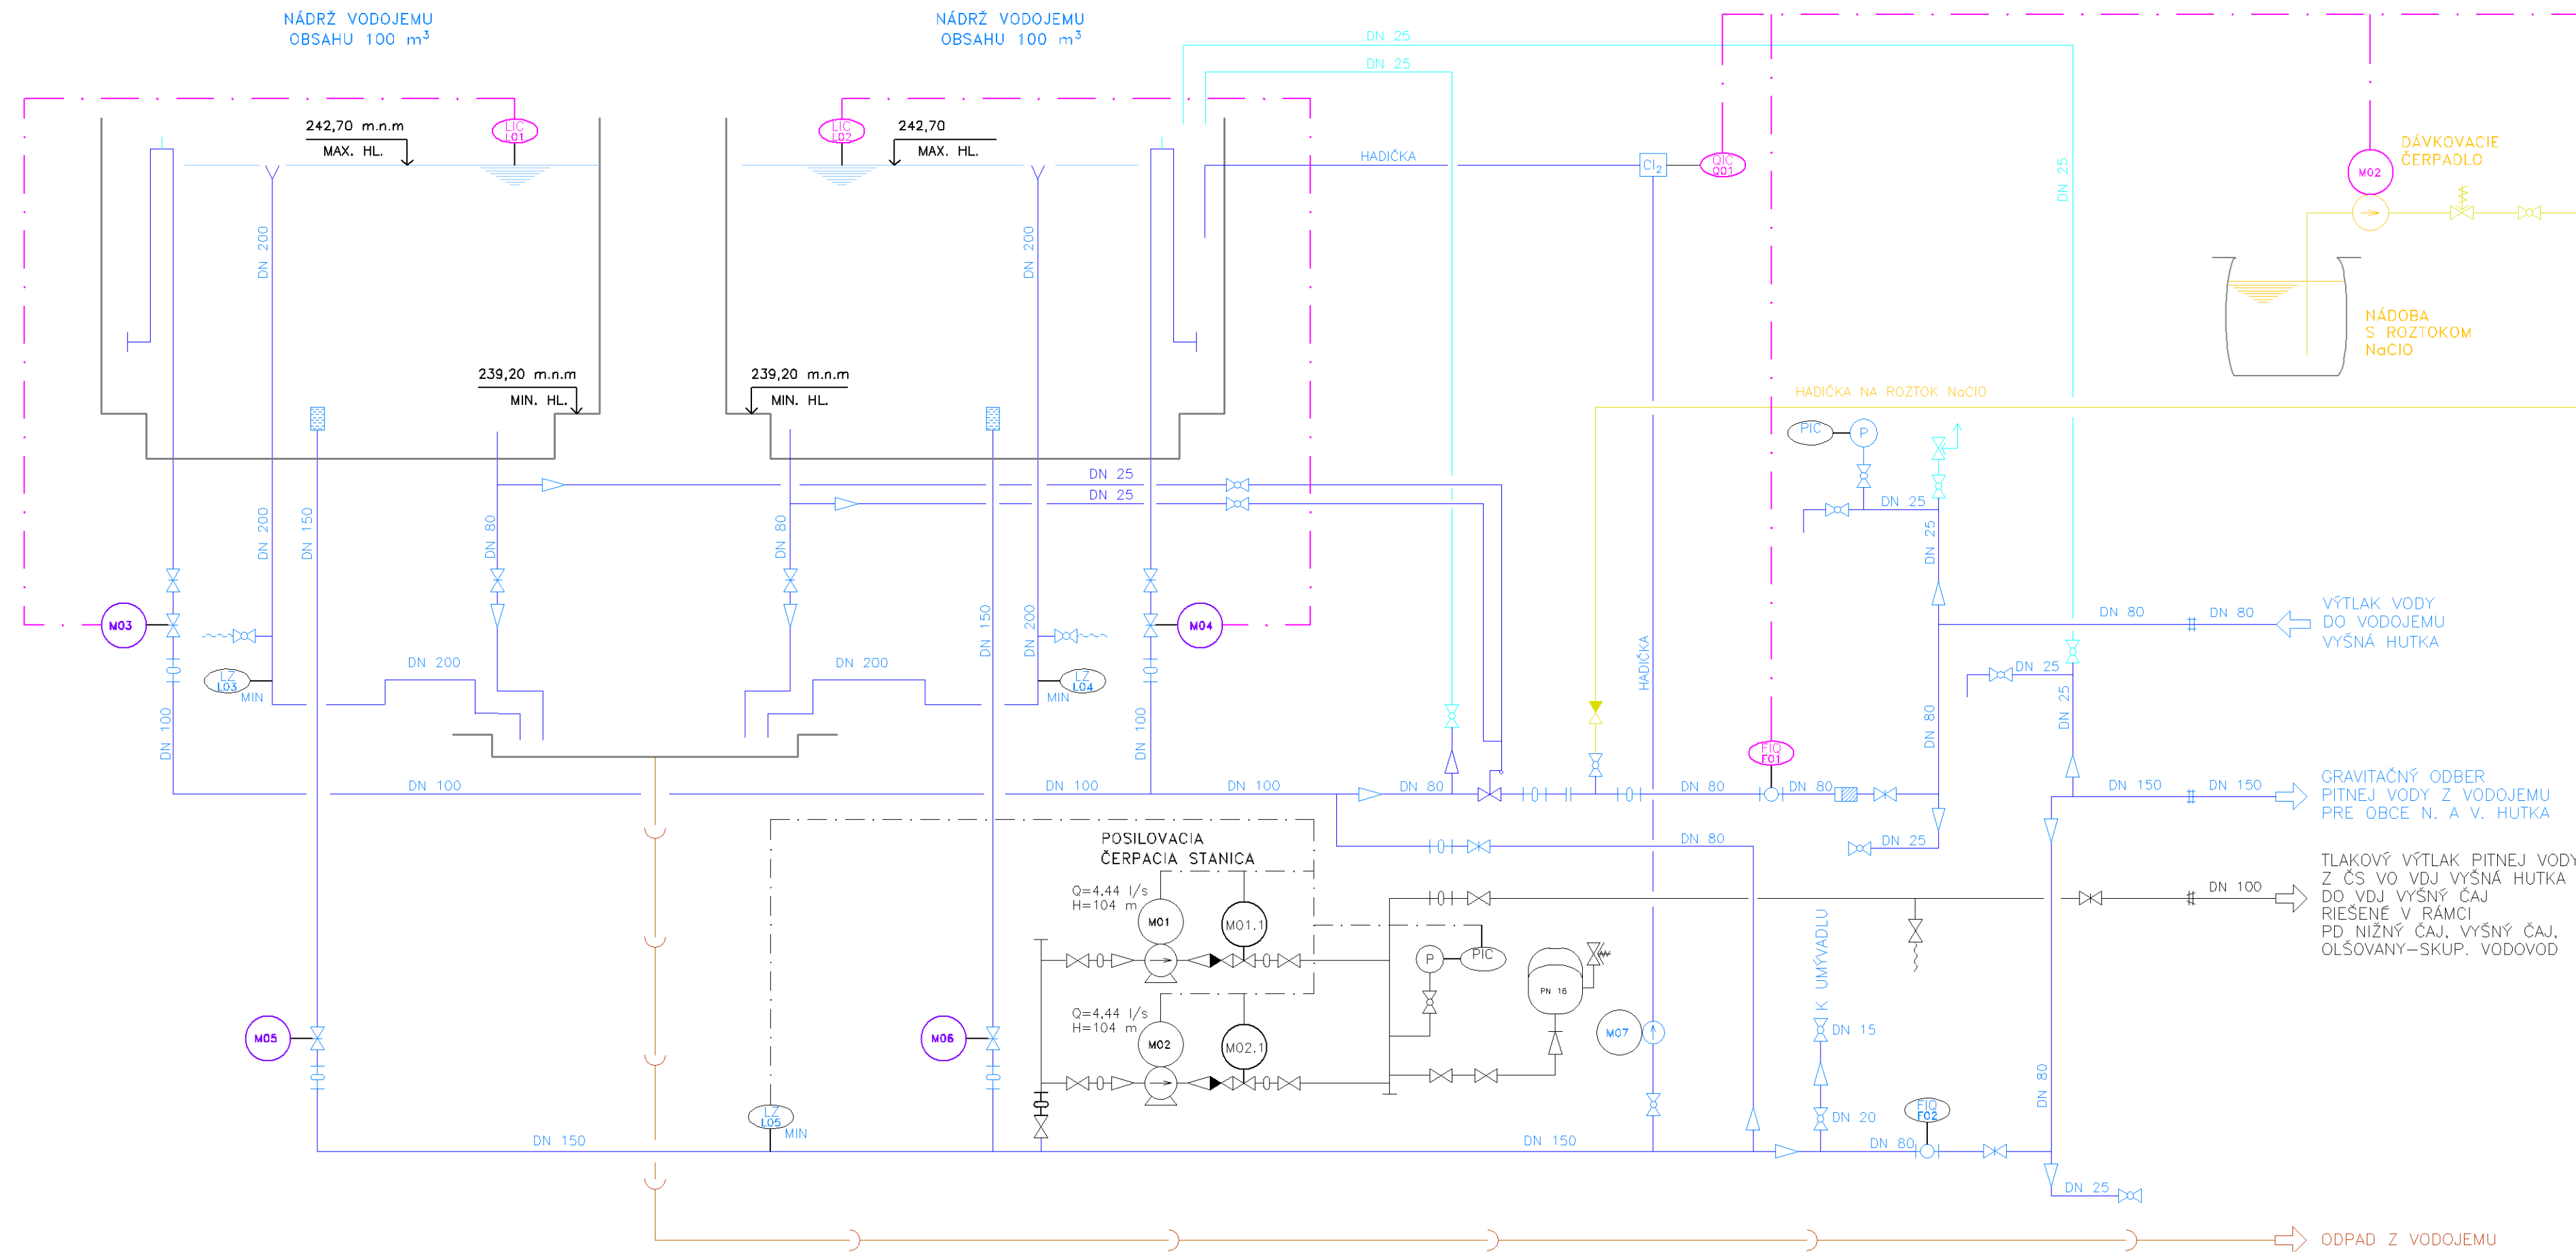 NÁDRŽ VODOJEMU
OBSAHU 100 m³
NÁDRŽ VODOJEMU
OBSAHU 100 m³
DN 25
DN 25
LIC
L01
242,70 m.n.m
MAX. HL.
LIC
L02
242,70
MAX. HL.
HADIČKA
Cl₂
QIC
Q01
DN 25
M02
DÁVKOVACIE
ČERPADLO
DN 200
DN 200
NÁDOBA
S ROZTOKOM
NaClO
239,20 m.n.m
MIN. HL.
239,20 m.n.m
MIN. HL.
HADIČKA NA ROZTOK NaClO
PIC
P
DN 25
DN 25
DN 25
DN 25
DN 200
DN 150
DN 80
DN 80
M03
M04
DN 150
DN 200
HADIČKA
DN 80
DN 80
VÝTLAK VODY
DO VODOJEMU
VYŠNÁ HUTKA
LZ
L03
MIN
DN 200
DN 200
LZ
L04
MIN
DN 25
DN 25
DN 80
DN 100
DN 100
FIQ
F01
DN 100
DN 100
DN 100
DN 80
DN 80
DN 80
DN 150
DN 150
GRAVITAČNÝ ODBER
PITNEJ VODY Z VODOJEMU
PRE OBCE N. A V. HUTKA
DN 80
DN 25
POSILOVACIA
ČERPACIA STANICA
Q=4,44 l/s
H=104 m
M01
M01.1
DN 100
TLAKOVÝ VÝTLAK PITNEJ VODY
Z ČS VO VDJ VYŠNÁ HUTKA
DO VDJ VYŠNÝ ČAJ
RIEŠENÉ V RÁMCI
PD NIŽNÝ ČAJ, VYŠNÝ ČAJ,
OLŠOVANY-SKUP. VODOVOD
P
PIC
PN 16
K UMÝVADLU
Q=4,44 l/s
H=104 m
M02
M02.1
M05
M06
M07
DN 15
DN 80
LZ
L05
MIN
DN 20
FIQ
F02
DN 150
DN 150
DN 80
DN 25
ODPAD Z VODOJEMU